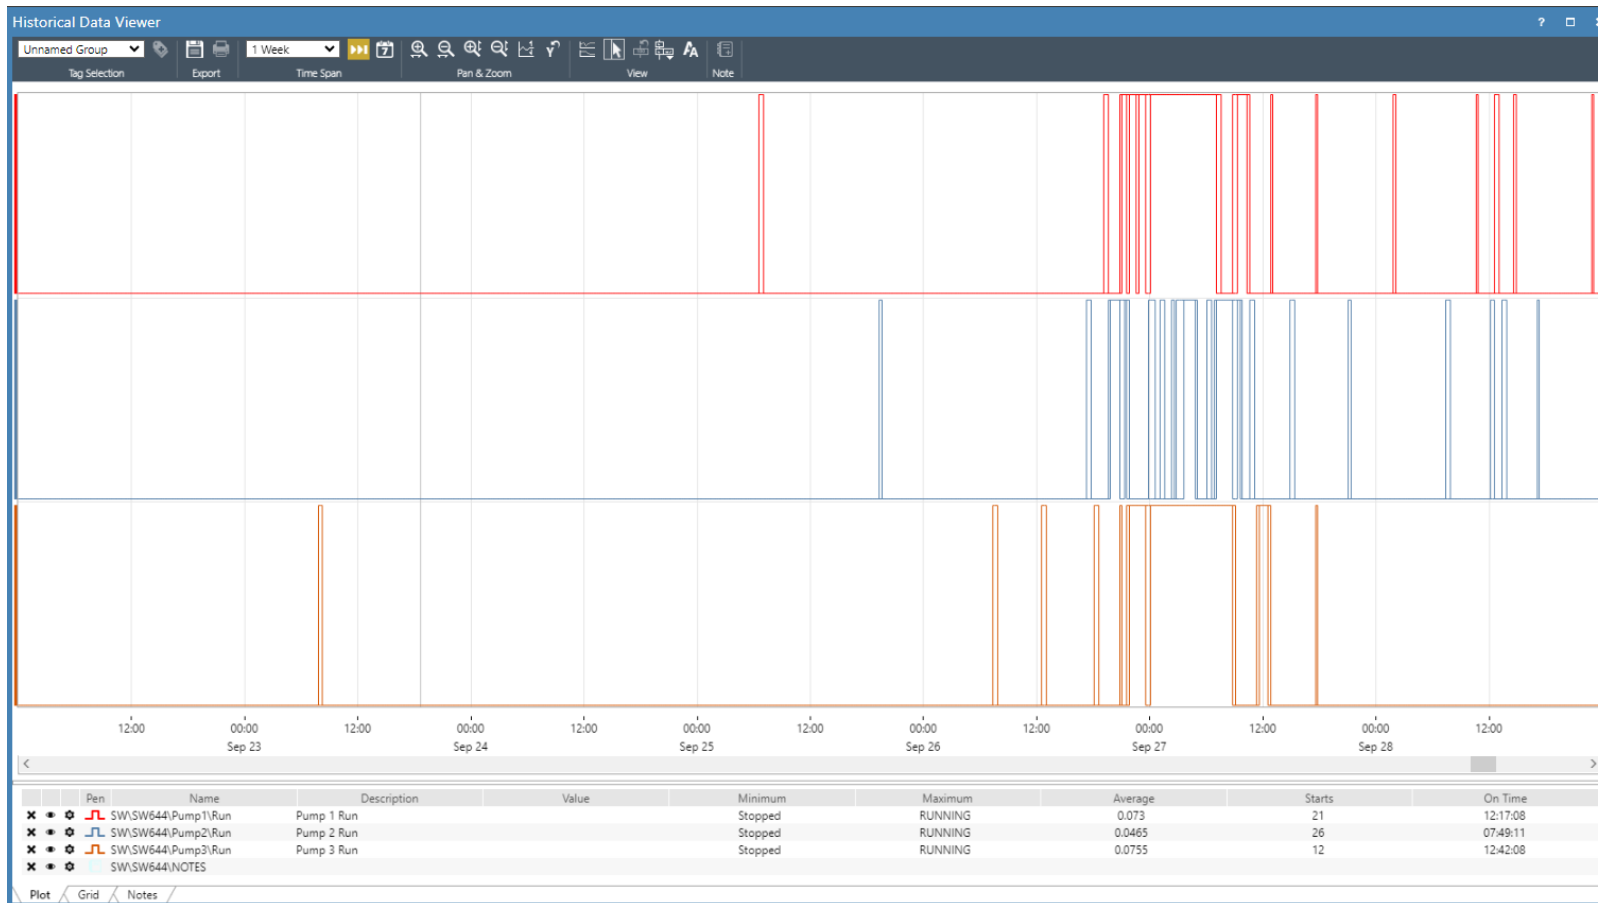 Historical Data Viewer ?
Unnamed Group 1 Week 7
Tag Selection Export Time Span Pan & Zoom View Note
12:00 00:00 12:00 00:00 12:00 00:00 12:00 00:00 12:00 00:00 12:00 00:00 12:00
Sep 23 Sep 24 Sep 25 Sep 26 Sep 27 Sep 28
Pen Name Description Value Minimum Maximum Average Starts On Time
SW\SW644\Pump1\Run Pump 1 Run Stopped RUNNING 0.073 21 12:17:08
SW\SW644\Pump2\Run Pump 2 Run Stopped RUNNING 0.0465 26 07:49:11
SW\SW644\Pump3\Run Pump 3 Run Stopped RUNNING 0.0755 12 12:42:08
SW\SW644\NOTES
Plot Grid Notes